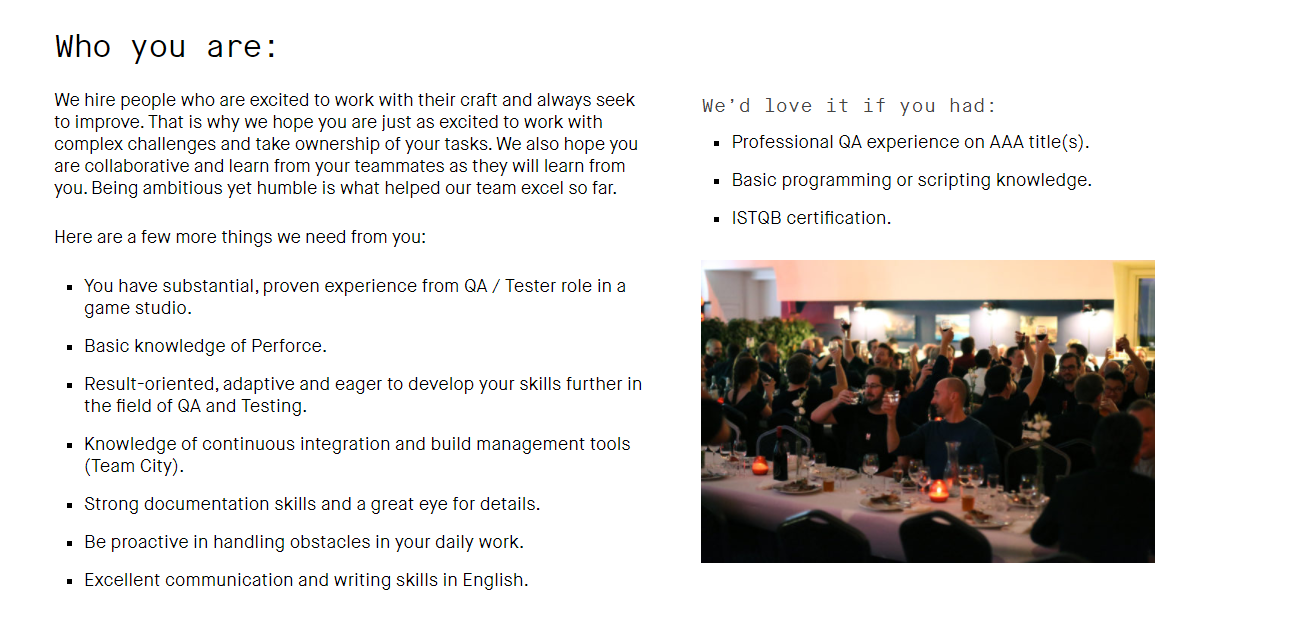 Who you are:
We hire people who are excited to work with their craft and always seek
to improve. That is why we hope you are just as excited to work with
complex challenges and take ownership of your tasks. We also hope you
are collaborative and learn from your teammates as they will learn from
you. Being ambitious yet humble is what helped our team excel so far.
Here are a few more things we need from you:
▪ You have substantial, proven experience from QA / Tester role in a
game studio.
▪ Basic knowledge of Perforce.
▪ Result-oriented, adaptive and eager to develop your skills further in
the field of QA and Testing.
▪ Knowledge of continuous integration and build management tools
(Team City).
▪ Strong documentation skills and a great eye for details.
▪ Be proactive in handling obstacles in your daily work.
▪ Excellent communication and writing skills in English.
We’d love it if you had:
▪ Professional QA experience on AAA title(s).
▪ Basic programming or scripting knowledge.
▪ ISTQB certification.